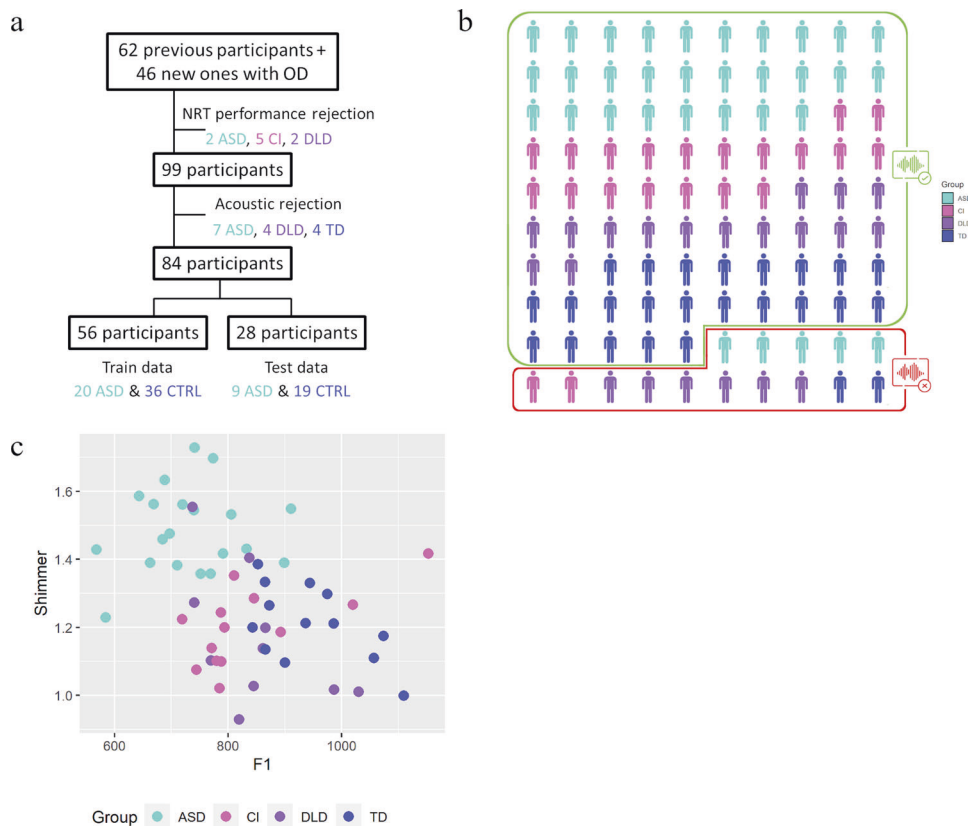 a
62 previous participants +
46 new ones with OD
NRT performance rejection
2 ASD, 5 CI, 2 DLD
99 participants
Acoustic rejection
7 ASD, 4 DLD, 4 TD
84 participants
56 participants
28 participants
Train data
Test data
20 ASD & 36 CTRL
9 ASD & 19 CTRL
b
Group
ASD
CI
DLD
TD
c
Shimmer
1.6
1.4
1.2
1.0
600
800
1000
F1
Group
ASD
CI
DLD
TD